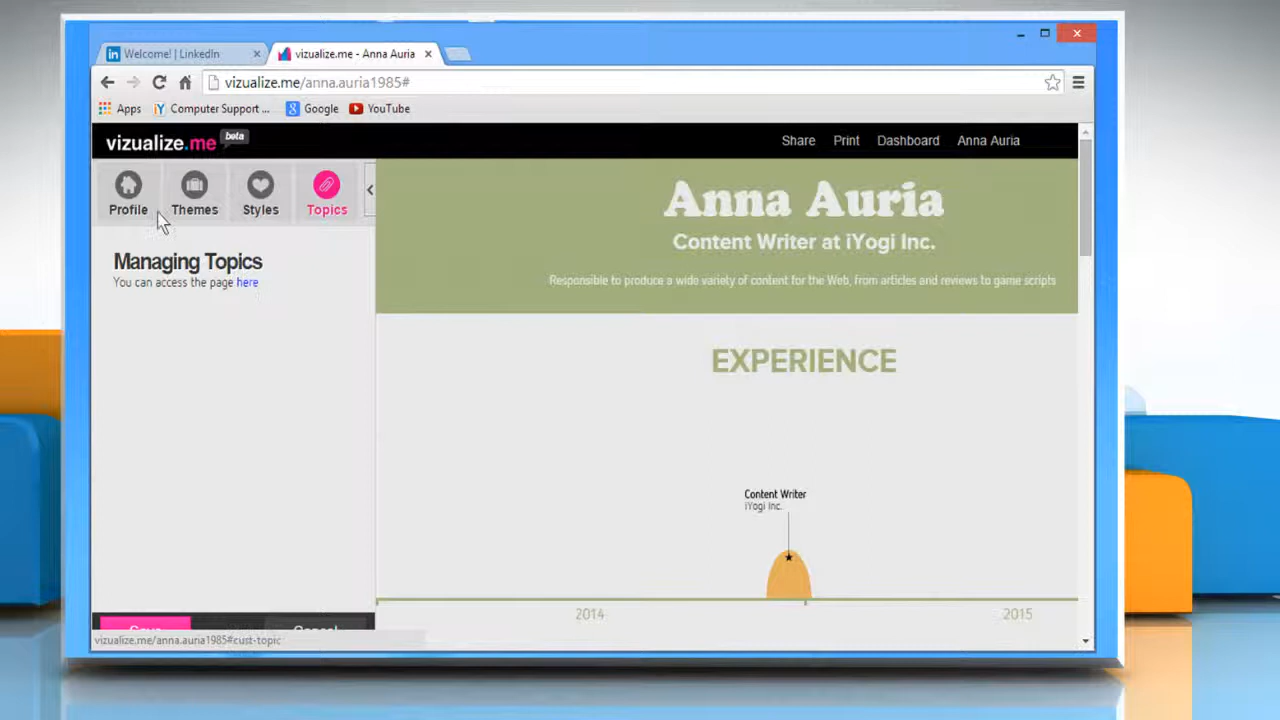 Welcome! | LinkedIn
vizualize.me - Anna Auria
vizualize.me/anna.auria1985#
Apps
Computer Support ...
Google
YouTube
vizualize.me beta
Share
Print
Dashboard
Anna Auria
Profile
Themes
Styles
Topics
Managing Topics
You can access the page here
Anna Auria
Content Writer at iYogi Inc.
Responsible to produce a wide variety of content for the Web, from articles and reviews to game scripts
EXPERIENCE
Content Writer
iYogi Inc.
2014
2015
Save
Cancel
vizualize.me/anna.auria1985#cust-topic